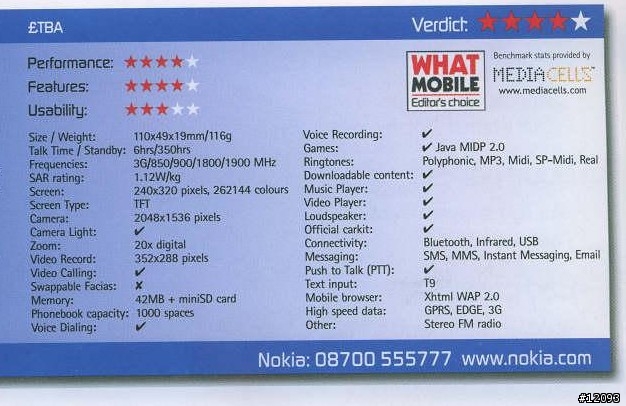 £TBA
Verdict:
Performance:
Features:
Usability:
WHAT
MOBILE
Editor's choice
Benchmark stats provided by
MEDIACELLS
www.mediacells.com
Size / Weight: 110x49x19mm/116g
Talk Time / Standby: 6hrs/350hrs
Frequencies: 3G/850/900/1800/1900 MHz
SAR rating: 1.12W/kg
Screen: 240x320 pixels, 262144 colours
Screen Type: TFT
Camera: 2048x1536 pixels
Camera Light: ✔
Zoom: 20x digital
Video Record: 352x288 pixels
Video Calling: ✔
Swappable Facias: ✘
Memory: 42MB + miniSD card
Phonebook capacity: 1000 spaces
Voice Dialing: ✔
Voice Recording: ✔
Games: ✔ Java MIDP 2.0
Ringtones: Polyphonic, MP3, Midi, SP-Midi, Real
Downloadable content: ✔
Music Player: ✔
Video Player: ✔
Loudspeaker: ✔
Official carkit: ✔
Connectivity: Bluetooth, Infrared, USB
Messaging: SMS, MMS, Instant Messaging, Email
Push to Talk (PTT): ✔
Text input: T9
Mobile browser: Xhtml WAP 2.0
High speed data: GPRS, EDGE, 3G
Other: Stereo FM radio
Nokia: 08700 555777 www.nokia.com
#12093